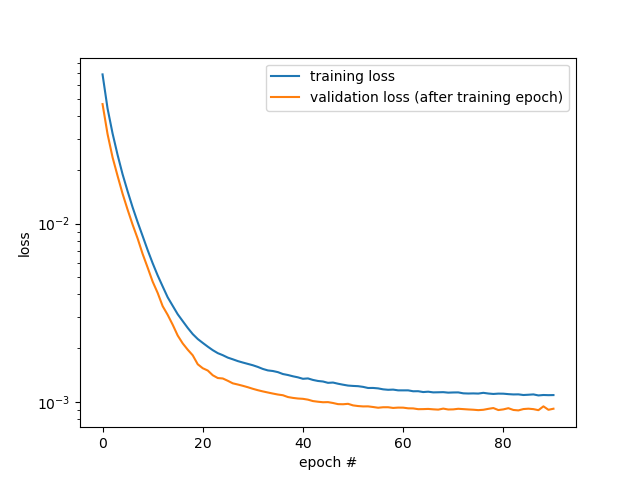 training loss
validation loss (after training epoch)
10⁻²
10⁻³
loss
0 20 40 60 80
epoch #